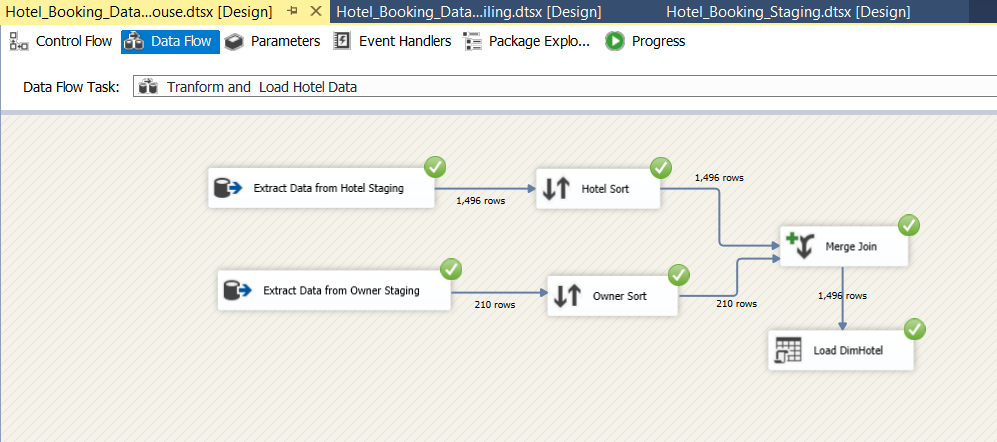 Hotel_Booking_Data...ouse.dtsx [Design]
Hotel_Booking_Data...iling.dtsx [Design]
Hotel_Booking_Staging.dtsx [Design]
Control Flow
Data Flow
Parameters
Event Handlers
Package Explo...
Progress
Data Flow Task:
Tranform and Load Hotel Data
Extract Data from Hotel Staging
1,496 rows
Hotel Sort
1,496 rows
Merge Join
Extract Data from Owner Staging
210 rows
Owner Sort
210 rows
1,496 rows
Load DimHotel